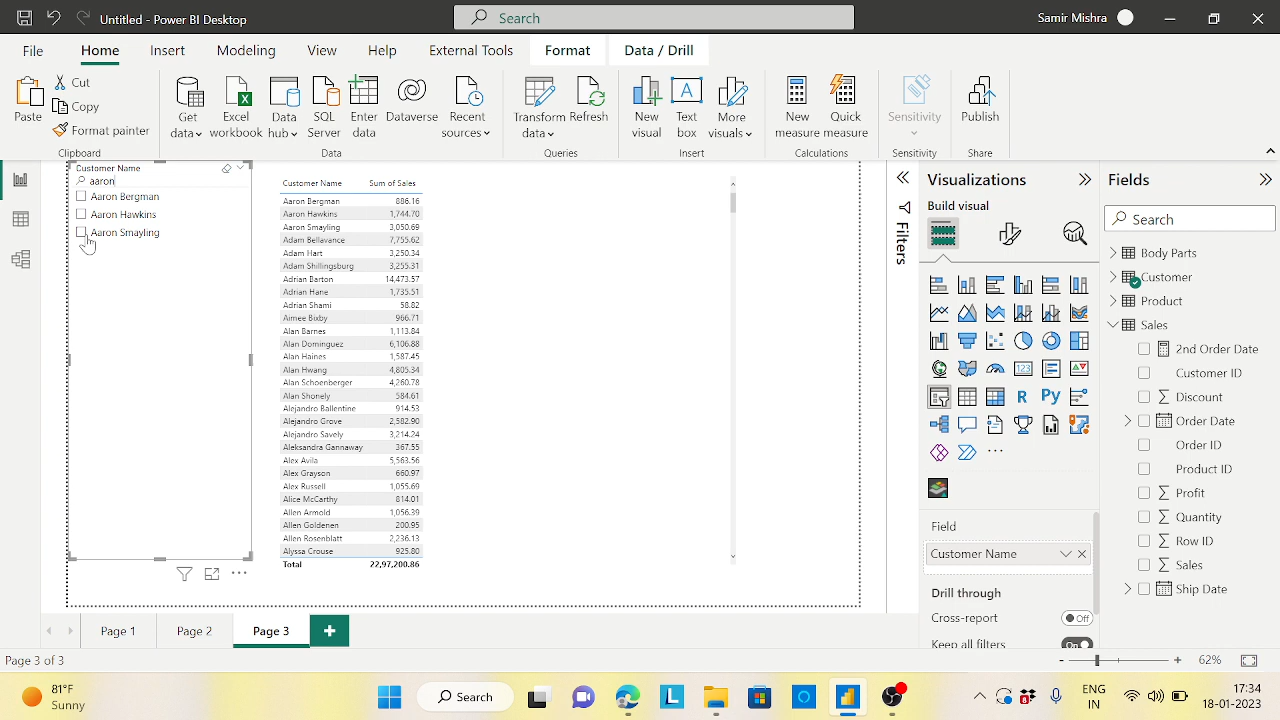 Untitled - Power BI Desktop
Search
Samir Mishra
File
Home
Insert
Modeling
View
Help
External Tools
Format
Data / Drill
Paste
Cut
Copy
Format painter
Clipboard
Get data
Excel workbook
Data hub
SQL Server
Enter data
Dataverse
Recent sources
Data
Transform data
Refresh
Queries
New visual
Text box
More visuals
Insert
New measure
Quick measure
Calculations
Sensitivity
Sensitivity
Publish
Share
Customer Name
aaron
Aaron Bergman
Aaron Hawkins
Aaron Smayling
Customer Name Sum of Sales
Aaron Bergman 886.16
Aaron Hawkins 1,744.70
Aaron Smayling 3,050.69
Adam Bellavance 7,755.62
Adam Hart 3,250.34
Adam Shillingsburg 3,255.31
Adrian Barton 14,473.57
Adrian Hane 1,735.51
Adrian Shami 58.82
Aimee Bixby 966.71
Alan Barnes 1,113.84
Alan Dominguez 6,106.88
Alan Haines 1,587.45
Alan Hwang 4,805.34
Alan Schoenberger 4,260.78
Alan Shonely 584.61
Alejandro Ballentine 914.53
Alejandro Grove 2,582.90
Alejandro Savely 3,214.24
Aleksandra Gannaway 367.55
Alex Avila 5,563.56
Alex Grayson 660.97
Alex Russell 1,055.69
Alice McCarthy 814.01
Allen Armold 1,056.39
Allen Goldenen 200.95
Allen Rosenblatt 2,236.13
Alyssa Crouse 925.80
Total 22,97,200.86
Filters
Visualizations
Build visual
123
R
Py
Field
Customer Name
Drill through
Cross-report
Off
Keep all filters
On
Fields
Search
Body Parts
Customer
Product
Sales
2nd Order Date
Customer ID
Discount
Order Date
Order ID
Product ID
Profit
Quantity
Row ID
Sales
Ship Date
Page 1
Page 2
Page 3
Page 3 of 3
62%
81°F
Sunny
Search
L
8
ENG
IN
17:34
18-01-2023